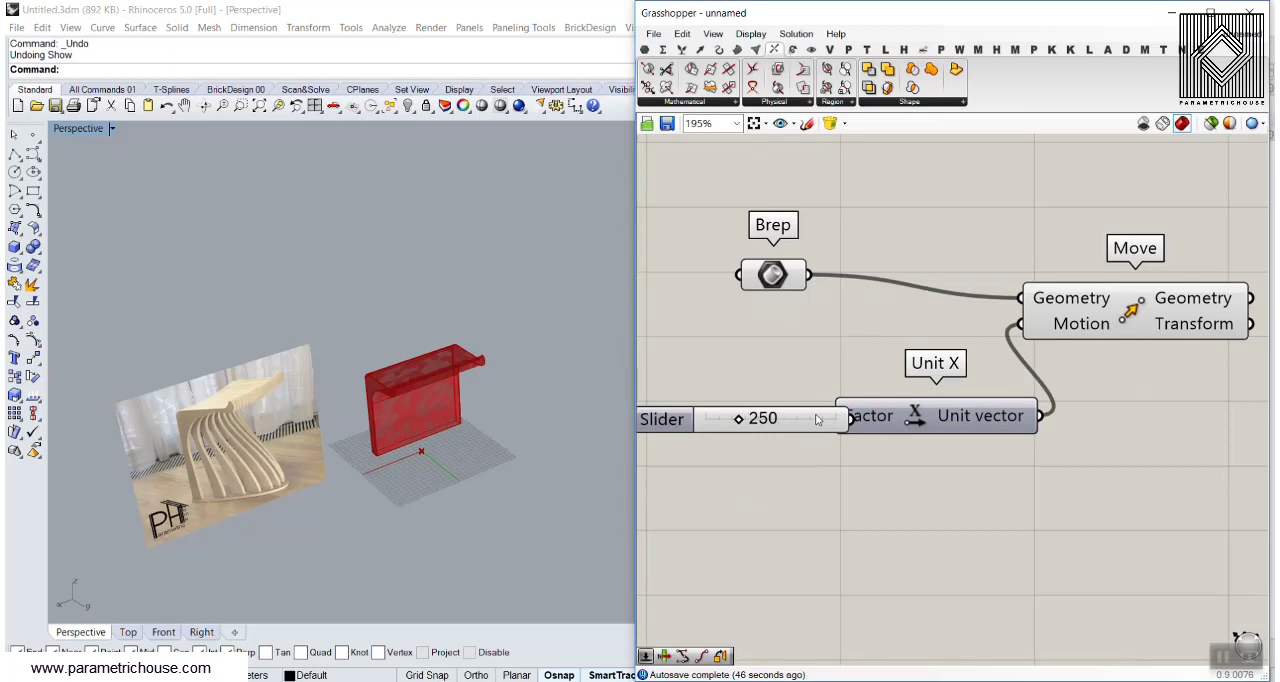 Untitled.3dm (892 KB) - Rhinoceros 5.0 [Full] - [Perspective]
File Edit View Curve Surface Solid Mesh Dimension Transform Tools Analyze Render Panels Paneling Tools BrickDesign
Command: _Undo
Undoing Show
Command:
Standard All Commands 01 T-Splines BrickDesign 00 Scan&Solve CPlanes Set View Display Select Viewport Layout
Perspective
PH
Parametric
z
x
y
Perspective Top Front Right
Tan Quad Knot Vertex Project Disable
www.parametrichouse.com
Default Grid Snap Ortho Osnap
Grasshopper - unnamed
File Edit View Display Solution Help
V P T L H P W M H M P K K L A D M T
Mathematical Physical Region Shape
PARAMETRICHOUSE
195%
Brep
Move
Geometry Geometry
Motion Transform
Unit X
Slider 250 Unit vector
X
Autosave complete (46 seconds ago)
0.9.0076